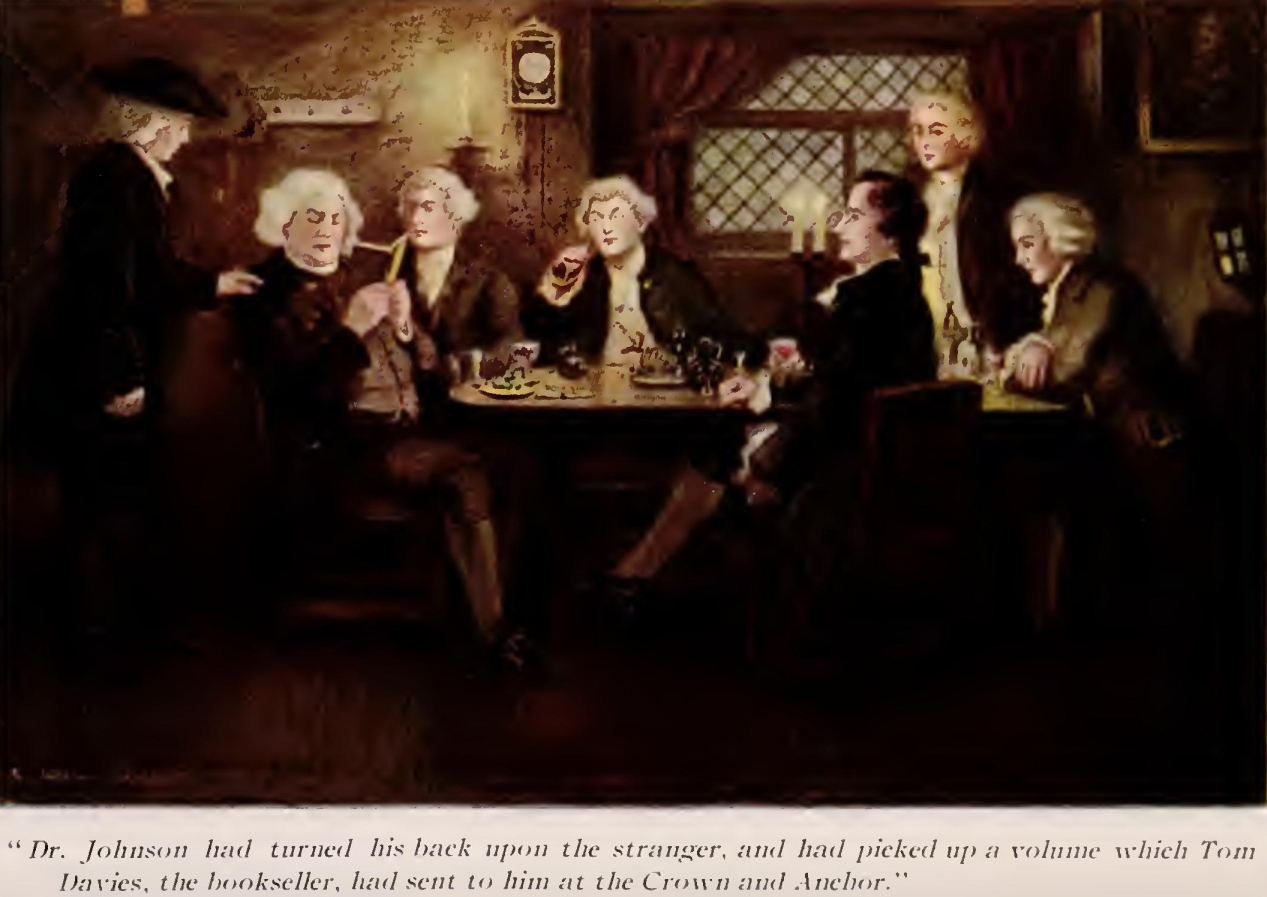 “ Dr. Johnson had turned his back upon the stranger, and had picked up a volume which Tom
Davies, the bookseller, had sent to him at the Crown and Anchor.”